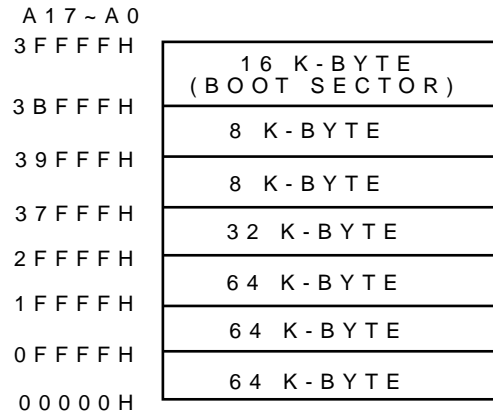 A17~A0
3FFFFH
16 K-BYTE
(BOOT SECTOR)
3BFFFH
8 K-BYTE
39FFFH
8 K-BYTE
37FFFH
32 K-BYTE
2FFFFH
64 K-BYTE
1FFFFH
64 K-BYTE
0FFFFH
64 K-BYTE
00000H